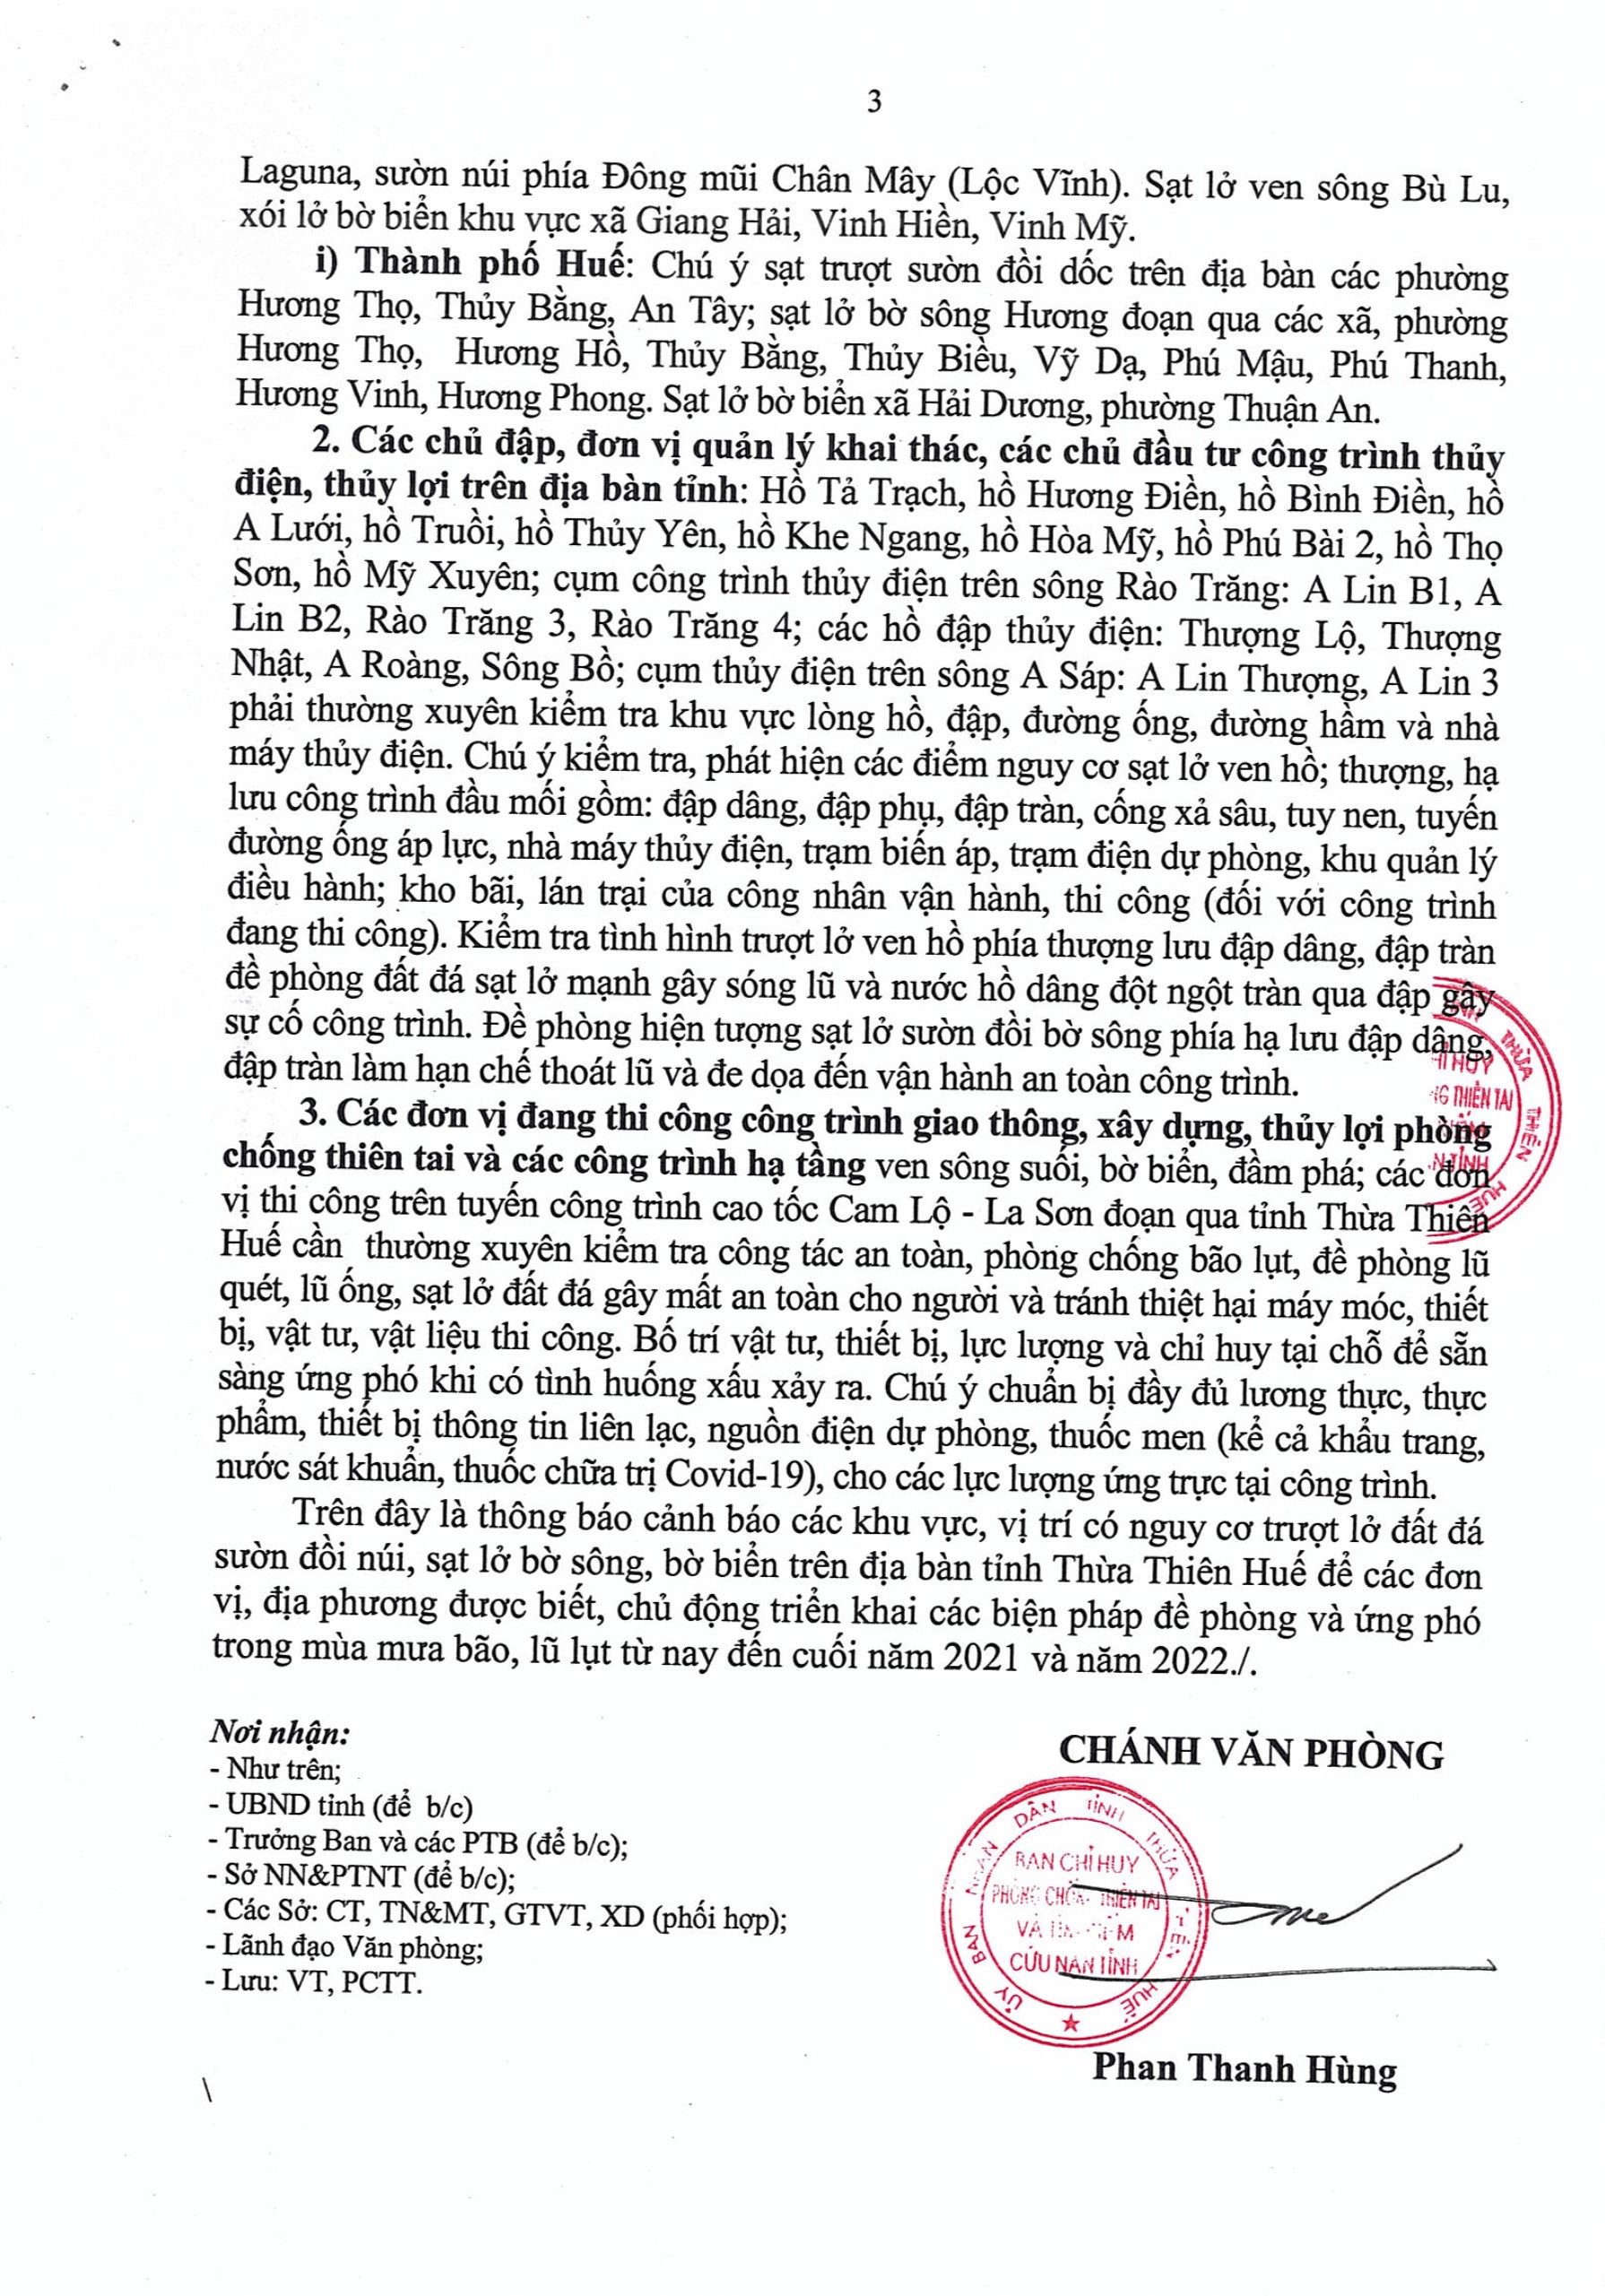 3
Laguna, sườn núi phía Đông mũi Chân Mây (Lộc Vĩnh). Sạt lở ven sông Bù Lu,
xói lở bờ biển khu vực xã Giang Hải, Vinh Hiền, Vinh Mỹ.
i) Thành phố Huế: Chú ý sạt trượt sườn đồi dốc trên địa bàn các phường
Hương Thọ, Thủy Bằng, An Tây; sạt lở bờ sông Hương đoạn qua các xã, phường
Hương Thọ, Hương Hồ, Thủy Bằng, Thủy Biều, Vỹ Dạ, Phú Mậu, Phú Thanh,
Hương Vinh, Hương Phong. Sạt lở bờ biển xã Hải Dương, phường Thuận An.
2. Các chủ đập, đơn vị quản lý khai thác, các chủ đầu tư công trình thủy
điện, thủy lợi trên địa bàn tỉnh: Hồ Tả Trạch, hồ Hương Điền, hồ Bình Điền, hồ
A Lưới, hồ Truồi, hồ Thủy Yên, hồ Khe Ngang, hồ Hòa Mỹ, hồ Phú Bài 2, hồ Thọ
Sơn, hồ Mỹ Xuyên; cụm công trình thủy điện trên sông Rào Trăng: A Lin B1, A
Lin B2, Rào Trăng 3, Rào Trăng 4; các hồ đập thủy điện: Thượng Lộ, Thượng
Nhật, A Roàng, Sông Bồ; cụm thủy điện trên sông A Sáp: A Lin Thượng, A Lin 3
phải thường xuyên kiểm tra khu vực lòng hồ, đập, đường ống, đường hầm và nhà
máy thủy điện. Chú ý kiểm tra, phát hiện các điểm nguy cơ sạt lở ven hồ; thượng, hạ
lưu công trình đầu mối gồm: đập dâng, đập phụ, đập tràn, cống xả sâu, tuy nen, tuyến
đường ống áp lực, nhà máy thủy điện, trạm biến áp, trạm điện dự phòng, khu quản lý
điều hành; kho bãi, lán trại của công nhân vận hành, thi công (đối với công trình
đang thi công). Kiểm tra tình hình trượt lở ven hồ phía thượng lưu đập dâng, đập tràn
đề phòng đất đá sạt lở mạnh gây sóng lũ và nước hồ dâng đột ngột tràn qua đập gây
sự cố công trình. Đề phòng hiện tượng sạt lở sườn đồi bờ sông phía hạ lưu đập dâng,
đập tràn làm hạn chế thoát lũ và đe dọa đến vận hành an toàn công trình.
3. Các đơn vị đang thi công công trình giao thông, xây dựng, thủy lợi phòng
chống thiên tai và các công trình hạ tầng ven sông suối, bờ biển, đầm phá; các đơn
vị thi công trên tuyến công trình cao tốc Cam Lộ - La Sơn đoạn qua tỉnh Thừa Thiên
Huế cần thường xuyên kiểm tra công tác an toàn, phòng chống bão lụt, đề phòng lũ
quét, lũ ống, sạt lở đất đá gây mất an toàn cho người và tránh thiệt hại máy móc, thiết
bị, vật tư, vật liệu thi công. Bố trí vật tư, thiết bị, lực lượng và chỉ huy tại chỗ để sẵn
sàng ứng phó khi có tình huống xấu xảy ra. Chú ý chuẩn bị đầy đủ lương thực, thực
phẩm, thiết bị thông tin liên lạc, nguồn điện dự phòng, thuốc men (kể cả khẩu trang,
nước sát khuẩn, thuốc chữa trị Covid-19), cho các lực lượng ứng trực tại công trình.
Trên đây là thông báo cảnh báo các khu vực, vị trí có nguy cơ trượt lở đất đá
sườn đồi núi, sạt lở bờ sông, bờ biển trên địa bàn tỉnh Thừa Thiên Huế để các đơn
vị, địa phương được biết, chủ động triển khai các biện pháp đề phòng và ứng phó
trong mùa mưa bão, lũ lụt từ nay đến cuối năm 2021 và năm 2022./.
Nơi nhận:
- Như trên;
- UBND tỉnh (để b/c)
- Trưởng Ban và các PTB (để b/c);
- Sở NN&PTNT (để b/c);
- Các Sở: CT, TN&MT, GTVT, XD (phối hợp);
- Lãnh đạo Văn phòng;
- Lưu: VT, PCTT.
CHÁNH VĂN PHÒNG
ỦY BAN NHÂN DÂN TỈNH THỪA THIÊN HUẾ
BAN CHỈ HUY
PHÒNG CHỐNG THIÊN TAI
VÀ
CỨU NẠN TỈNH
Phan Thanh Hùng